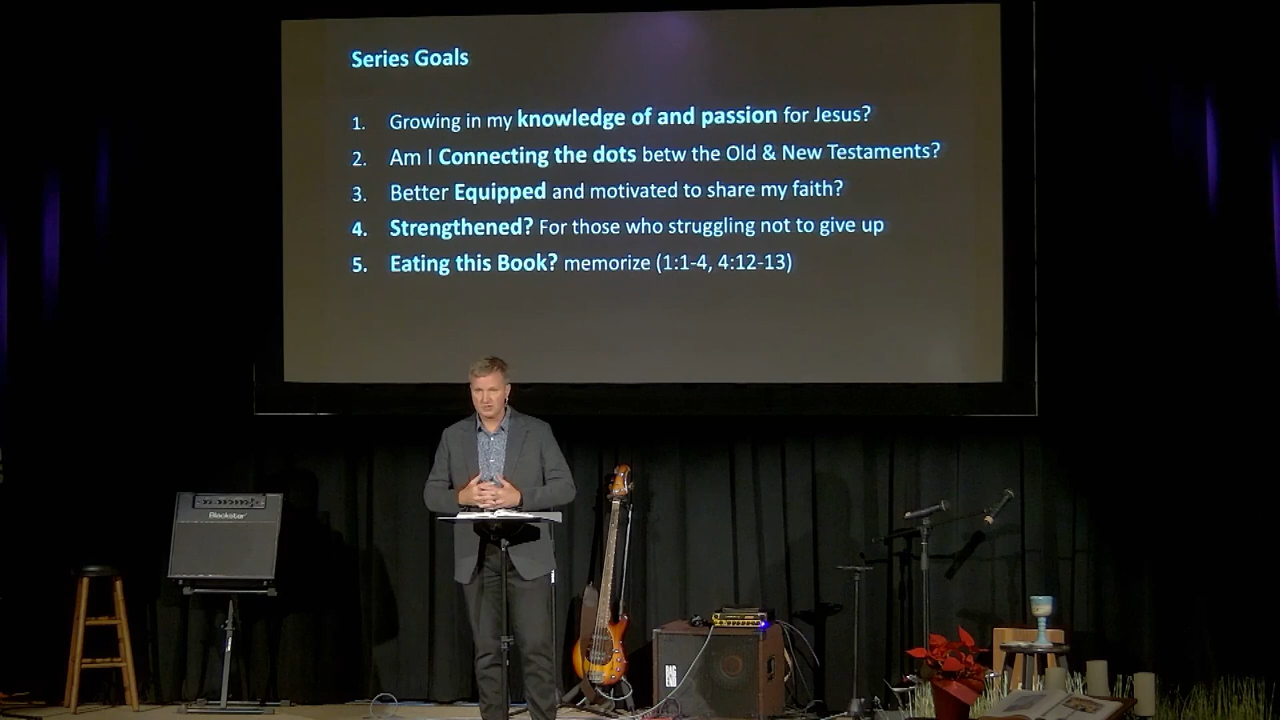 Series Goals
1. Growing in my knowledge of and passion for Jesus?
2. Am I Connecting the dots betw the Old & New Testaments?
3. Better Equipped and motivated to share my faith?
4. Strengthened? For those who struggling not to give up
5. Eating this Book? memorize (1:1-4, 4:12-13)
Blackstar